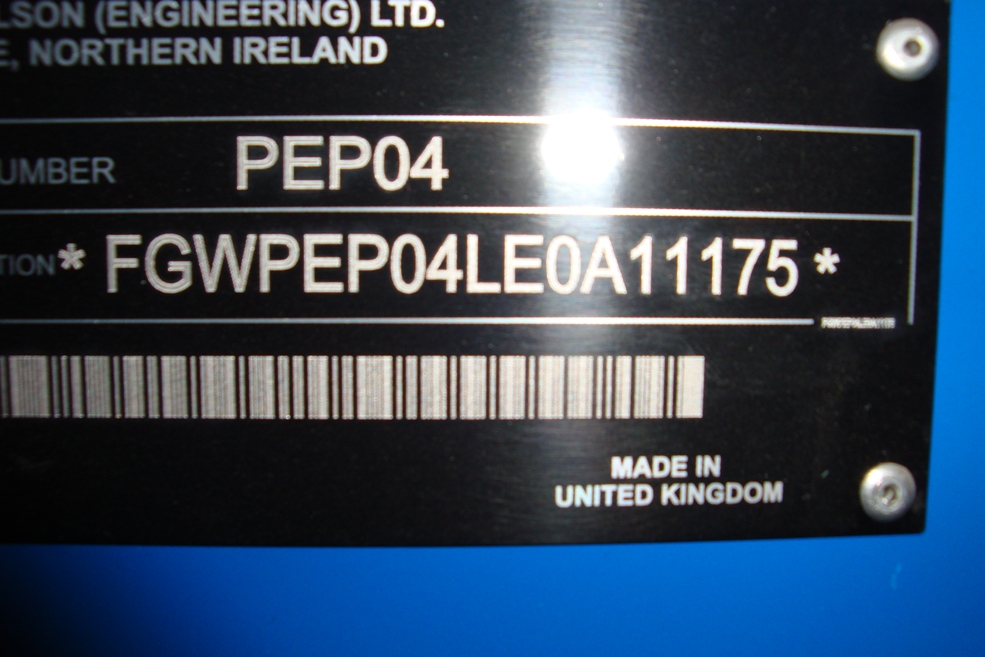 LSON (ENGINEERING) LTD.
E, NORTHERN IRELAND
UMBER PEP04
TION * FGWPEP04LE0A11175 *
MADE IN
UNITED KINGDOM